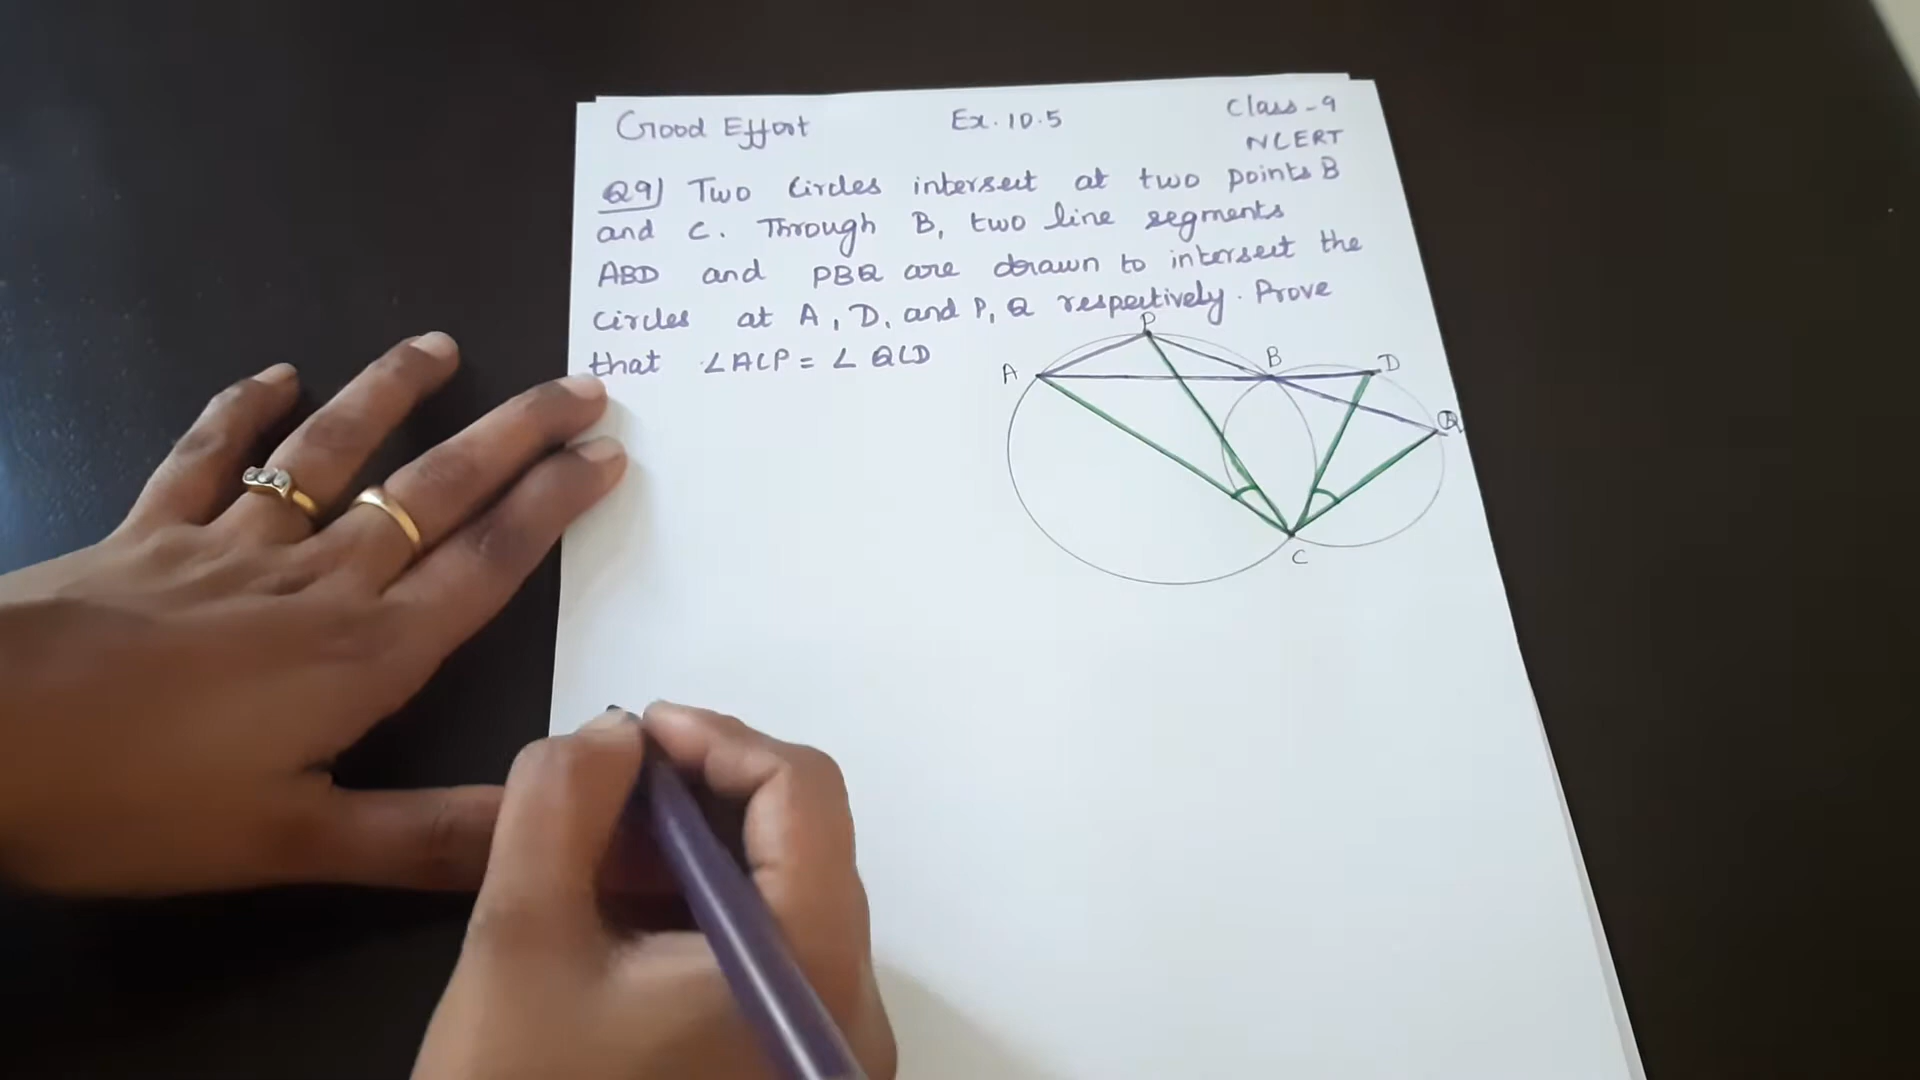 Good Effort Ex. 10.5 Class-9
NCERT
Q9) Two Circles intersect at two points B
and C. Through B, two line segments
ABD and PBQ are drawn to intersect the
circles at A, D, and P, Q respectively. Prove
that ∠ACP = ∠QCD
P
A
B
D
Q
C